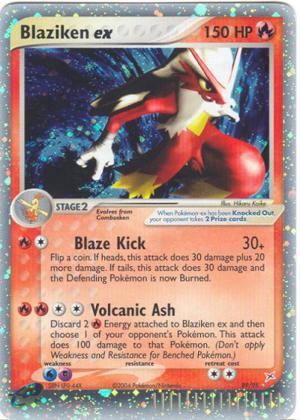 Blaziken ex 150 HP
Illus. Hikaru Koike
STAGE 2
Evolves from
Combusken
When Pokémon-ex has been Knocked Out,
your opponent takes 2 Prize cards.
Blaze Kick 30+
Flip a coin. If heads, this attack does 30 damage plus 20
more damage. If tails, this attack does 30 damage and
the Defending Pokémon is now Burned.
Volcanic Ash
Discard 2 Energy attached to Blaziken ex and then
choose 1 of your opponent's Pokémon. This attack
does 100 damage to that Pokémon. (Don't apply
Weakness and Resistance for Benched Pokémon.)
weakness resistance retreat cost
©2004 Pokémon/Nintendo